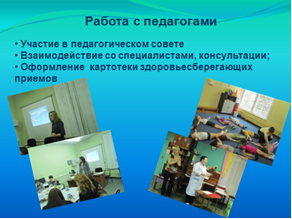 Работа с педагогами
• Участие в педагогическом совете
• Взаимодействие со специалистами, консультации;
• Оформление картотеки здоровьесберегающих
приемов